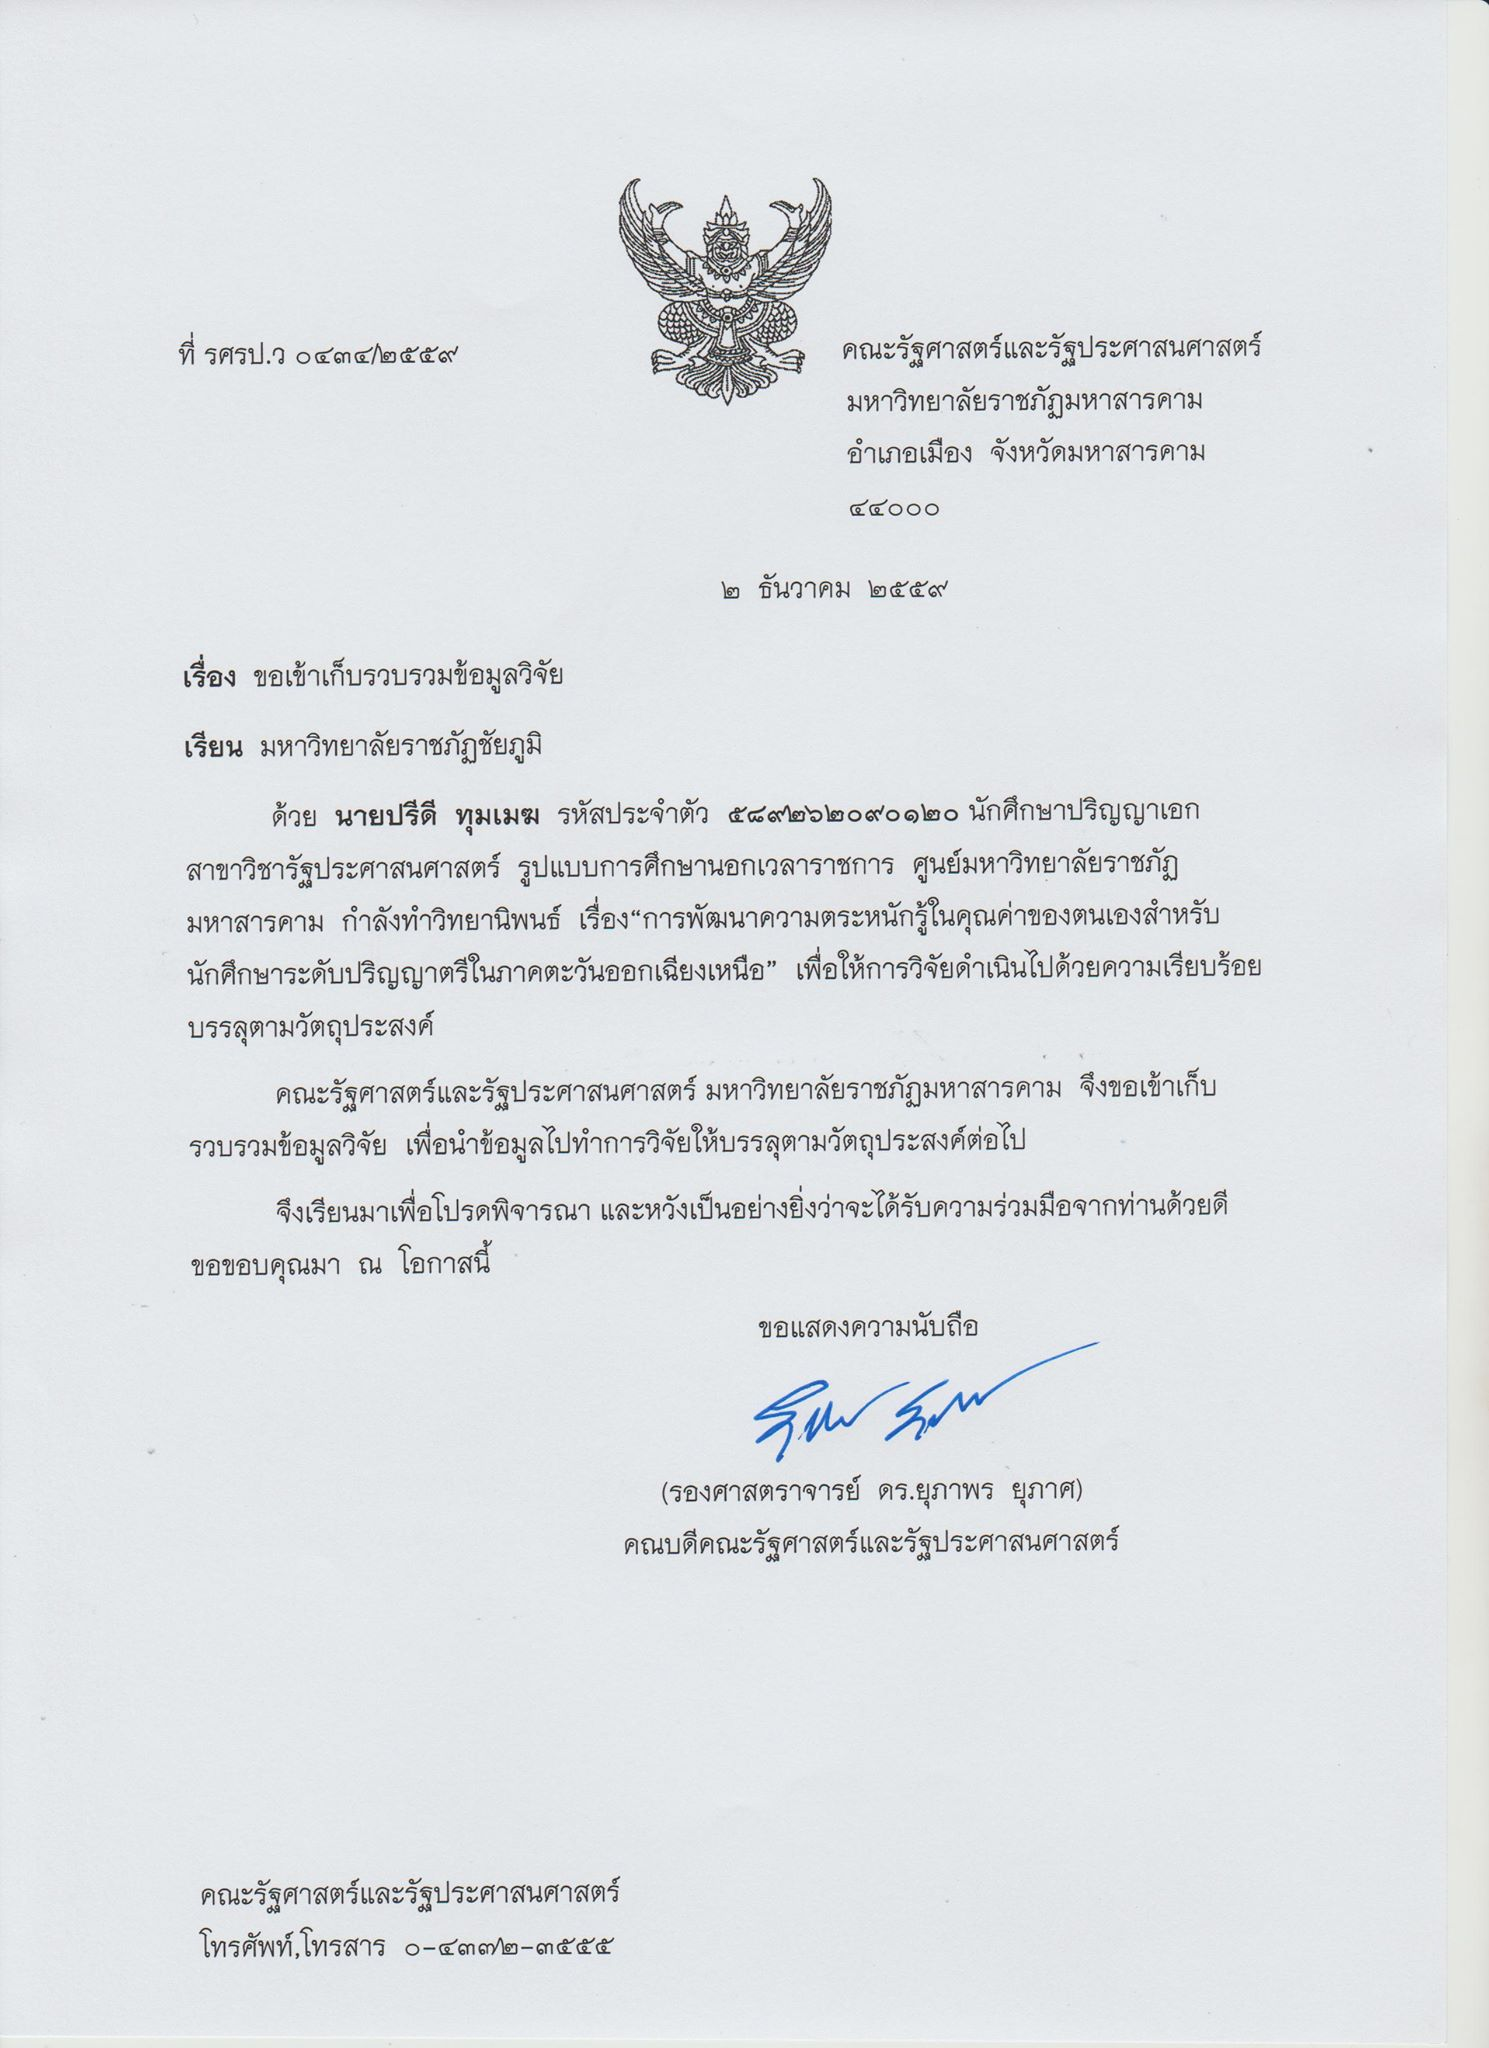 ที่ รศรป.ว ๐๔๓๔/๒๕๕๙
คณะรัฐศาสตร์และรัฐประศาสนศาสตร์
มหาวิทยาลัยราชภัฏมหาสารคาม
อำเภอเมือง จังหวัดมหาสารคาม
๔๔๐๐๐
๒ ธันวาคม ๒๕๕๙
เรื่อง ขอเข้าเก็บรวบรวมข้อมูลวิจัย
เรียน มหาวิทยาลัยราชภัฏชัยภูมิ
ด้วย นายปรีดี ทุมเมฆ รหัสประจำตัว ๕๘๙๒๖๒๐๙๐๑๒๐ นักศึกษาปริญญาเอก
สาขาวิชารัฐประศาสนศาสตร์ รูปแบบการศึกษานอกเวลาราชการ ศูนย์มหาวิทยาลัยราชภัฏ
มหาสารคาม กำลังทำวิทยานิพนธ์ เรื่อง“การพัฒนาความตระหนักรู้ในคุณค่าของตนเองสำหรับ
นักศึกษาระดับปริญญาตรีในภาคตะวันออกเฉียงเหนือ” เพื่อให้การวิจัยดำเนินไปด้วยความเรียบร้อย
บรรลุตามวัตถุประสงค์
คณะรัฐศาสตร์และรัฐประศาสนศาสตร์ มหาวิทยาลัยราชภัฏมหาสารคาม จึงขอเข้าเก็บ
รวบรวมข้อมูลวิจัย เพื่อนำข้อมูลไปทำการวิจัยให้บรรลุตามวัตถุประสงค์ต่อไป
จึงเรียนมาเพื่อโปรดพิจารณา และหวังเป็นอย่างยิ่งว่าจะได้รับความร่วมมือจากท่านด้วยดี
ขอขอบคุณมา ณ โอกาสนี้
ขอแสดงความนับถือ
(รองศาสตราจารย์ ดร.ยุภาพร ยุภาศ)
คณบดีคณะรัฐศาสตร์และรัฐประศาสนศาสตร์
คณะรัฐศาสตร์และรัฐประศาสนศาสตร์
โทรศัพท์,โทรสาร ๐-๔๓๗๒-๓๕๕๕